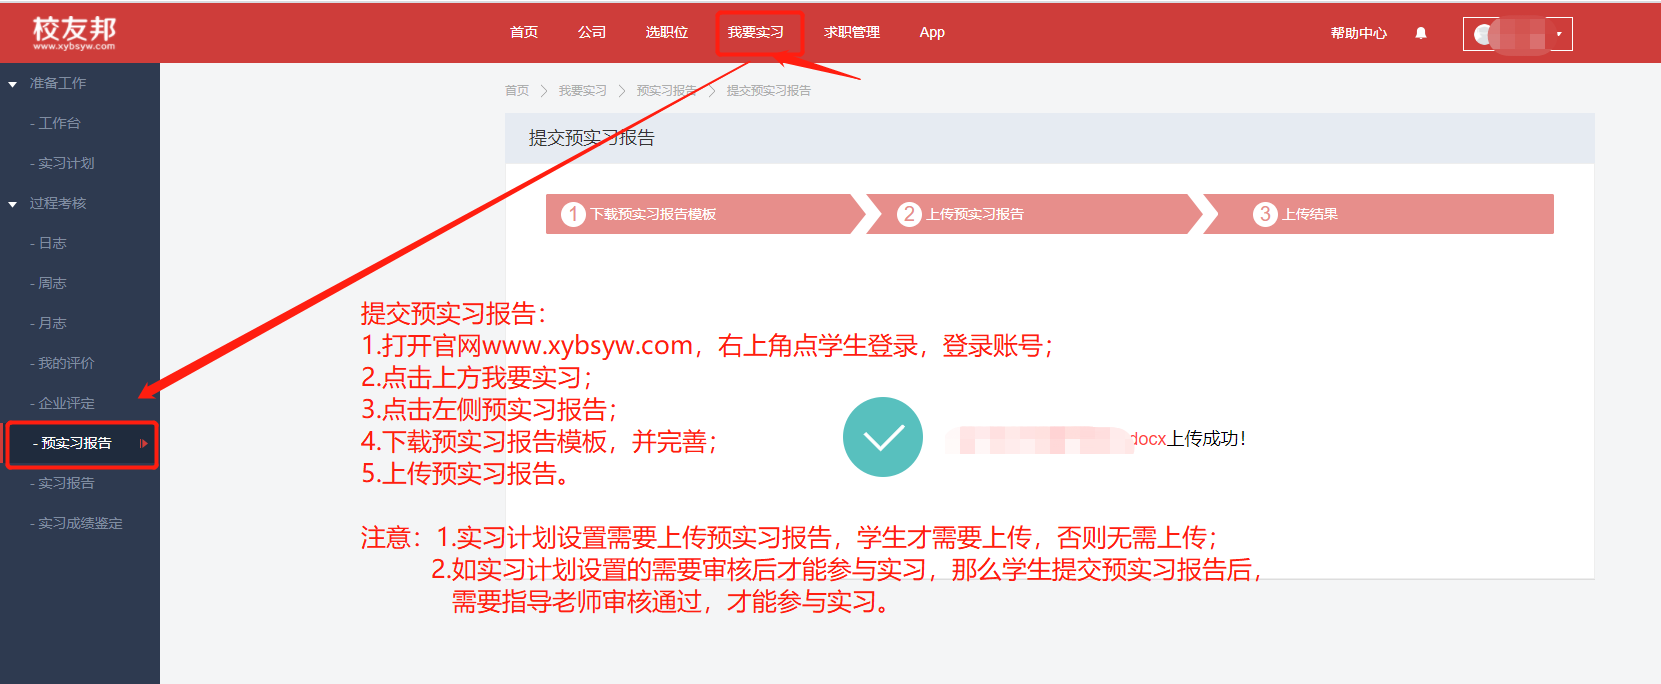 校友邦
www.xybsyw.com
首页 公司 选职位 我要实习 求职管理 App 帮助中心
准备工作
- 工作台
- 实习计划
过程考核
- 日志
- 周志
- 月志
- 我的评价
- 企业评定
- 预实习报告
- 实习报告
- 实习成绩鉴定
首页 > 我要实习 > 预实习报告 > 提交预实习报告
提交预实习报告
1 下载预实习报告模板 2 上传预实习报告 3 上传结果
提交预实习报告：
1.打开官网www.xybsyw.com，右上角点学生登录，登录账号；
2.点击上方我要实习；
3.点击左侧预实习报告；
4.下载预实习报告模板，并完善；
5.上传预实习报告。
docx上传成功！
注意：1.实习计划设置需要上传预实习报告，学生才需要上传，否则无需上传；
2.如实习计划设置的需要审核后才能参与实习，那么学生提交预实习报告后，
需要指导老师审核通过，才能参与实习。